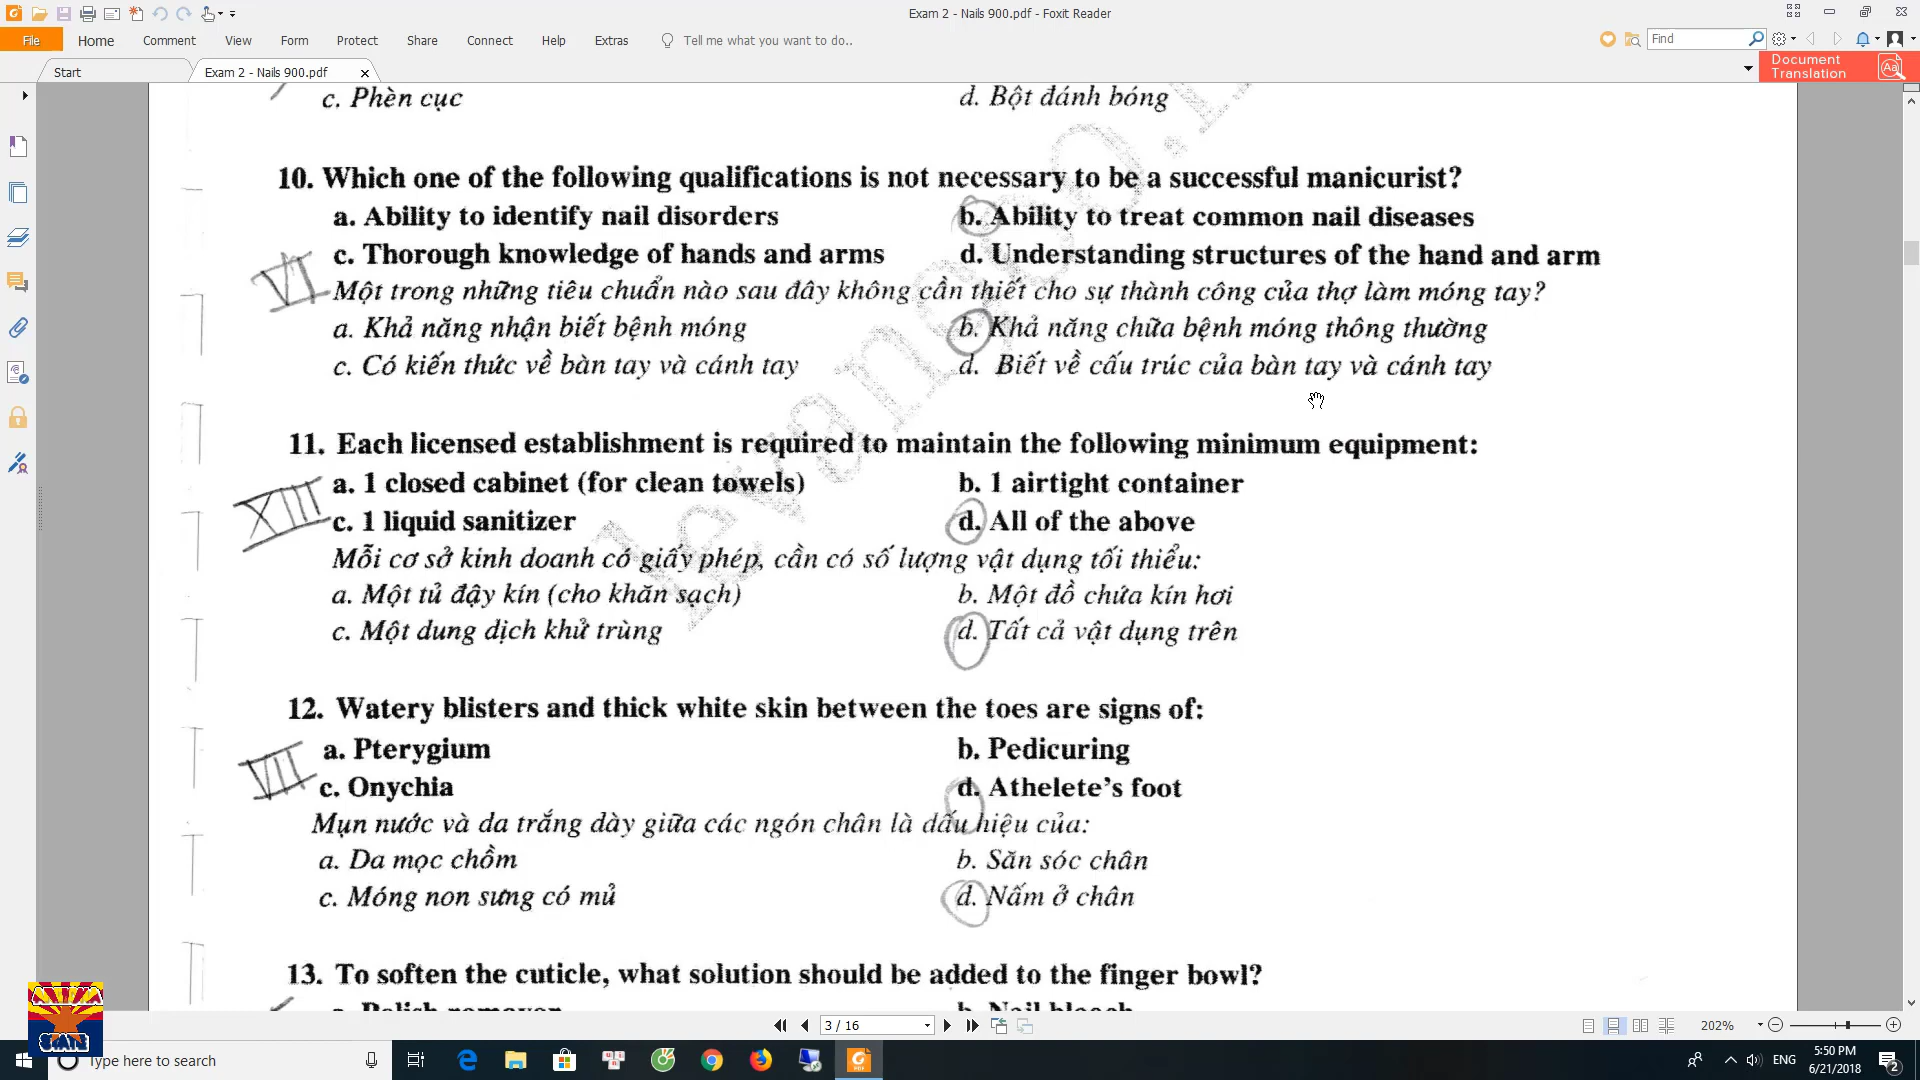 Exam 2 - Nails 900.pdf - Foxit Reader
File Home Comment View Form Protect Share Connect Help Extras Tell me what you want to do.. Find
Start Exam 2 - Nails 900.pdf Document Translation
c. Phèn cục d. Bột đánh bóng
10. Which one of the following qualifications is not necessary to be a successful manicurist?
a. Ability to identify nail disorders b. Ability to treat common nail diseases
c. Thorough knowledge of hands and arms d. Understanding structures of the hand and arm
VI Một trong những tiêu chuẩn nào sau đây không cần thiết cho sự thành công của thợ làm móng tay?
a. Khả năng nhận biết bệnh móng b. Khả năng chữa bệnh móng thông thường
c. Có kiến thức về bàn tay và cánh tay d. Biết về cấu trúc của bàn tay và cánh tay
11. Each licensed establishment is required to maintain the following minimum equipment:
a. 1 closed cabinet (for clean towels) b. 1 airtight container
XIII c. 1 liquid sanitizer d. All of the above
Mỗi cơ sở kinh doanh có giấy phép, cần có số lượng vật dụng tối thiểu:
a. Một tủ đậy kín (cho khăn sạch) b. Một đồ chứa kín hơi
c. Một dung dịch khử trùng d. Tất cả vật dụng trên
12. Watery blisters and thick white skin between the toes are signs of:
a. Pterygium b. Pedicuring
VII c. Onychia d. Athelete's foot
Mụn nước và da trắng dày giữa các ngón chân là dấu hiệu của:
a. Da mọc chồm b. Săn sóc chân
c. Móng non sưng có mủ d. Nấm ở chân
13. To soften the cuticle, what solution should be added to the finger bowl?
a. Polish remover b. Nail bleach
levango.
ARIZONA
STATE
3 / 16 202%
Type here to search ENG 5:50 PM
6/21/2018 2